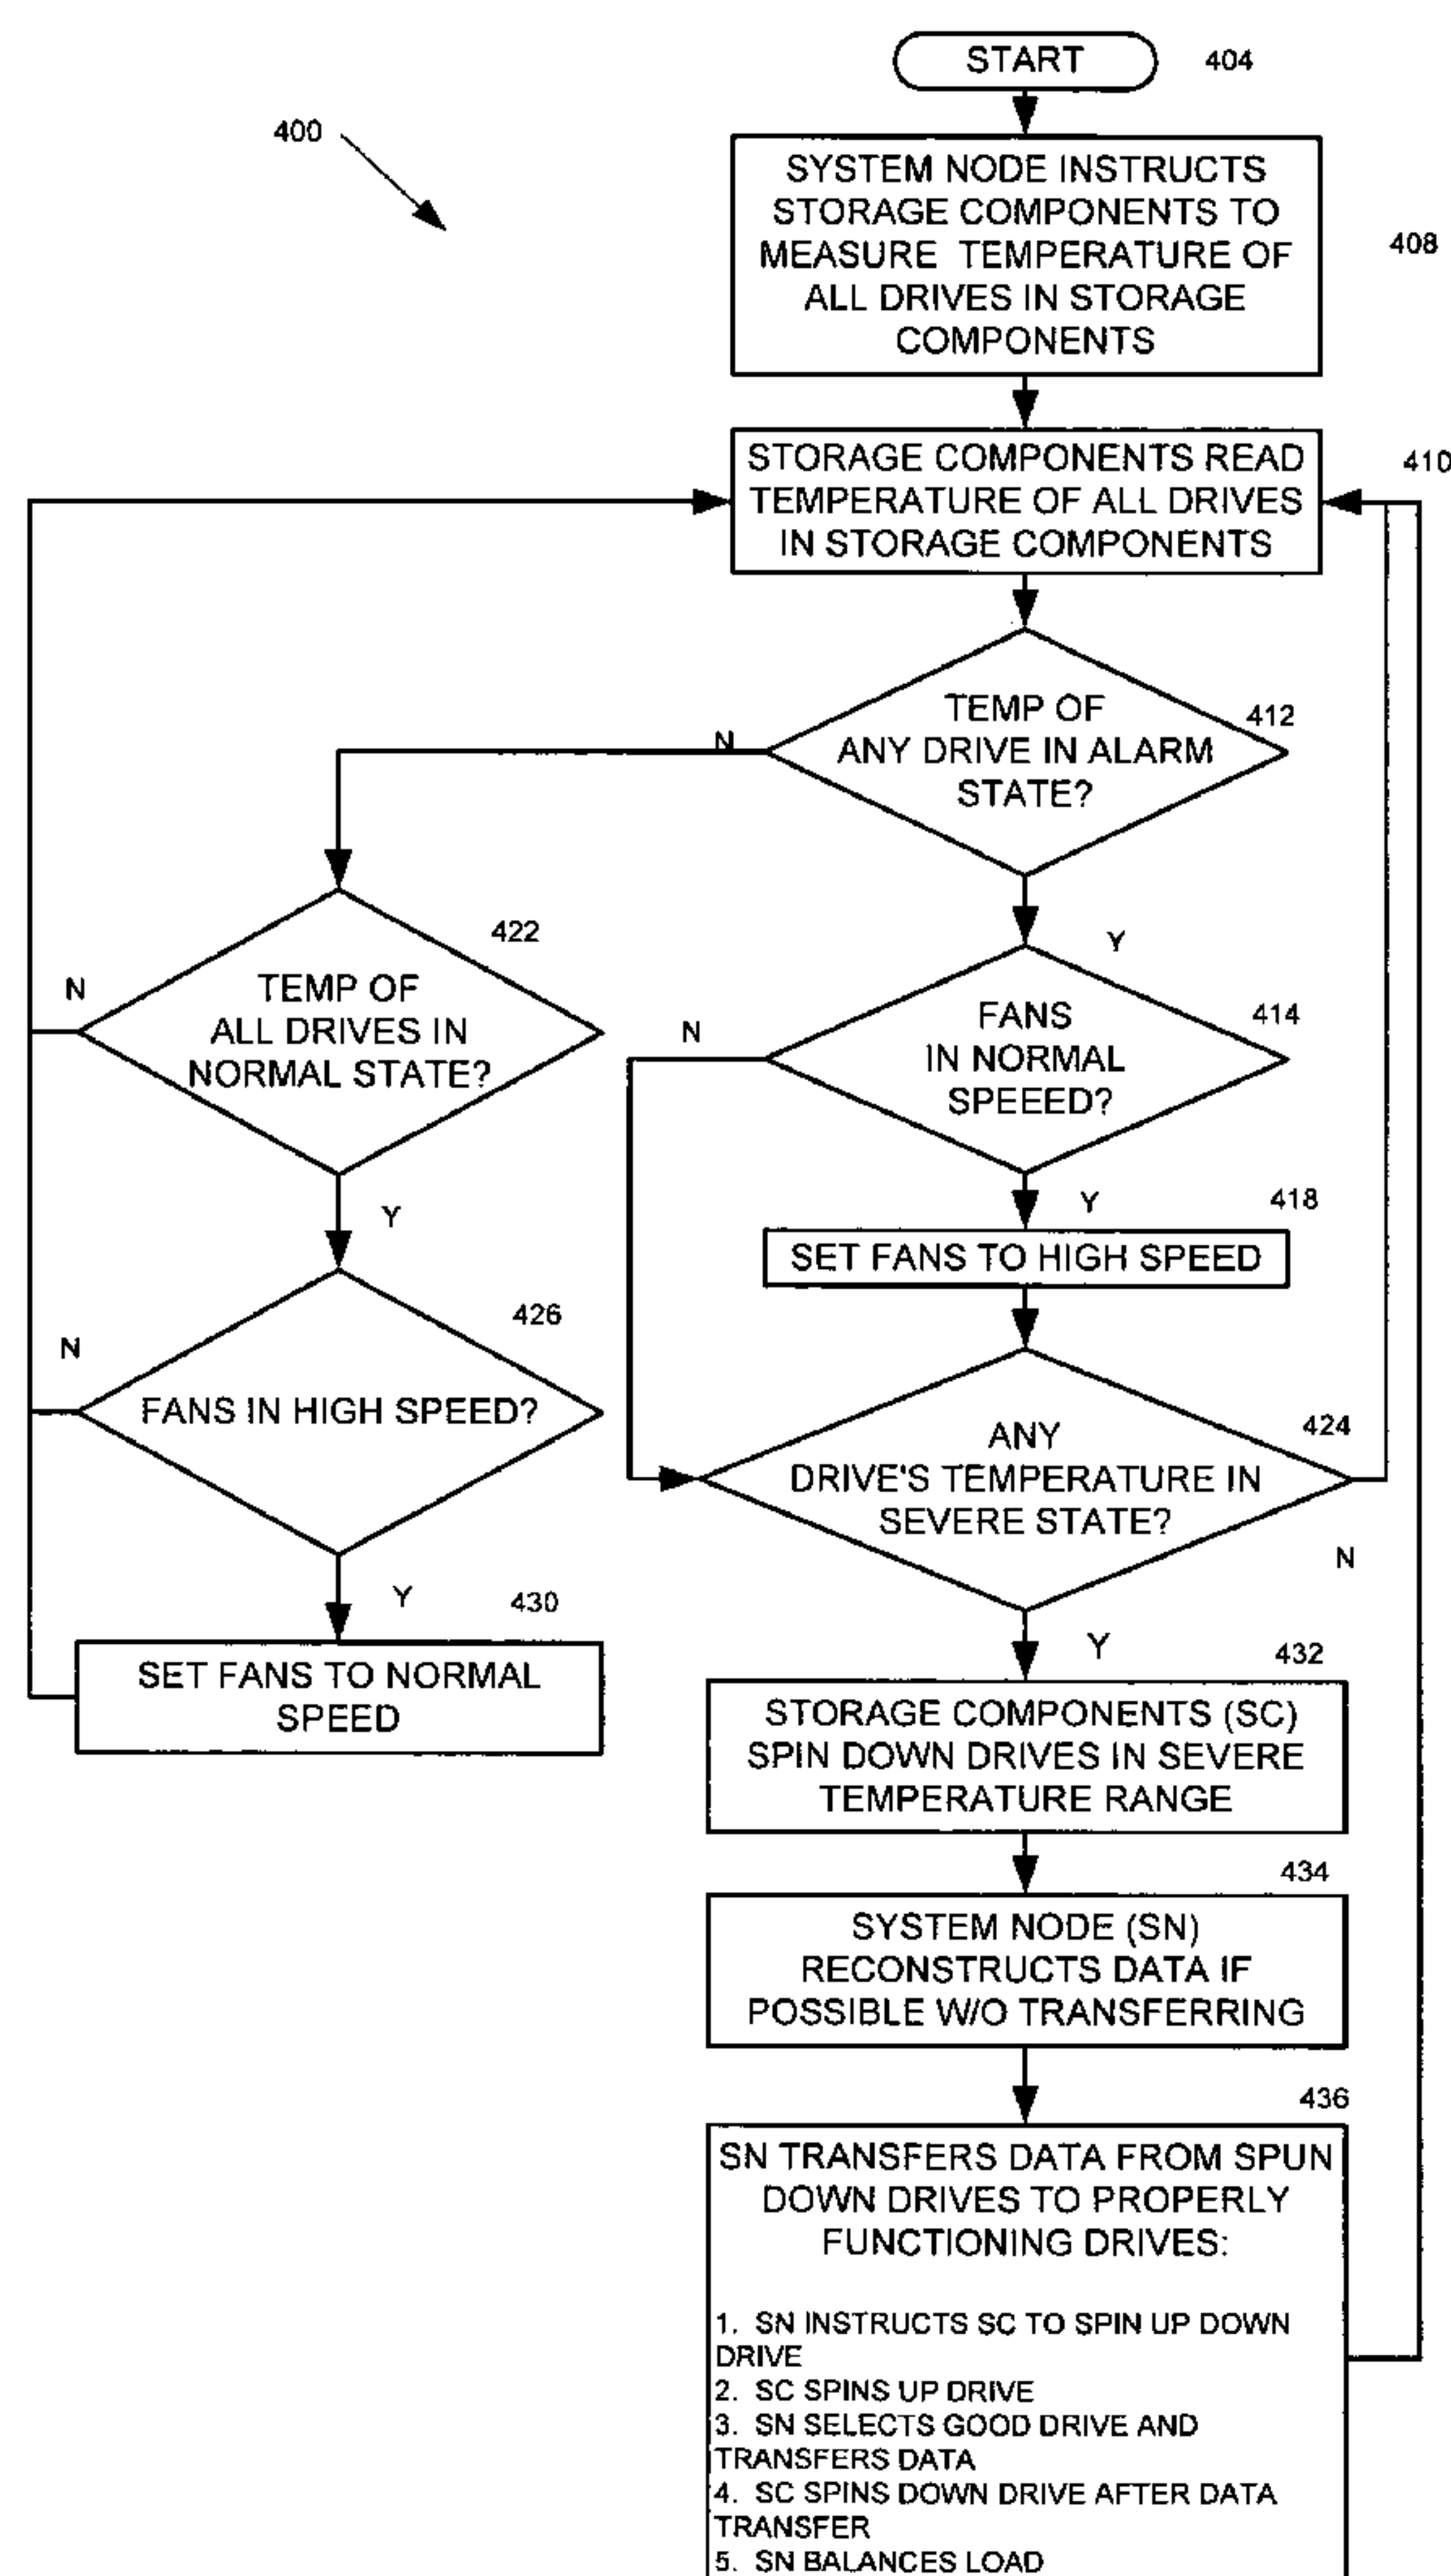 START
404
400
SYSTEM NODE INSTRUCTS
STORAGE COMPONENTS TO
MEASURE TEMPERATURE OF
ALL DRIVES IN STORAGE
COMPONENTS
408
STORAGE COMPONENTS READ
TEMPERATURE OF ALL DRIVES
IN STORAGE COMPONENTS
410
TEMP OF
ANY DRIVE IN ALARM
STATE?
412
N
Y
422
TEMP OF
ALL DRIVES IN
NORMAL STATE?
N
Y
FANS
IN NORMAL
SPEEED?
414
N
Y
418
SET FANS TO HIGH SPEED
426
FANS IN HIGH SPEED?
N
Y
ANY
DRIVE'S TEMPERATURE IN
SEVERE STATE?
424
N
Y
430
SET FANS TO NORMAL
SPEED
432
STORAGE COMPONENTS (SC)
SPIN DOWN DRIVES IN SEVERE
TEMPERATURE RANGE
434
SYSTEM NODE (SN)
RECONSTRUCTS DATA IF
POSSIBLE W/O TRANSFERRING
436
SN TRANSFERS DATA FROM SPUN
DOWN DRIVES TO PROPERLY
FUNCTIONING DRIVES:
1. SN INSTRUCTS SC TO SPIN UP DOWN
DRIVE
2. SC SPINS UP DRIVE
3. SN SELECTS GOOD DRIVE AND
TRANSFERS DATA
4. SC SPINS DOWN DRIVE AFTER DATA
TRANSFER
5. SN BALANCES LOAD